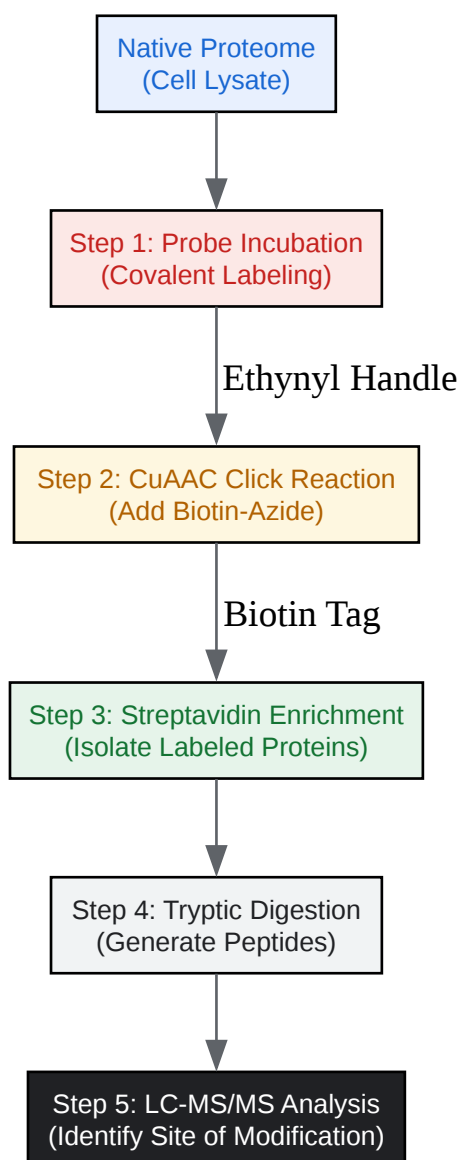 Native Proteome
(Cell Lysate)
Step 1: Probe Incubation
(Covalent Labeling)
Ethynyl Handle
Step 2: CuAAC Click Reaction
(Add Biotin-Azide)
Biotin Tag
Step 3: Streptavidin Enrichment
(Isolate Labeled Proteins)
Step 4: Tryptic Digestion
(Generate Peptides)
Step 5: LC-MS/MS Analysis
(Identify Site of Modification)